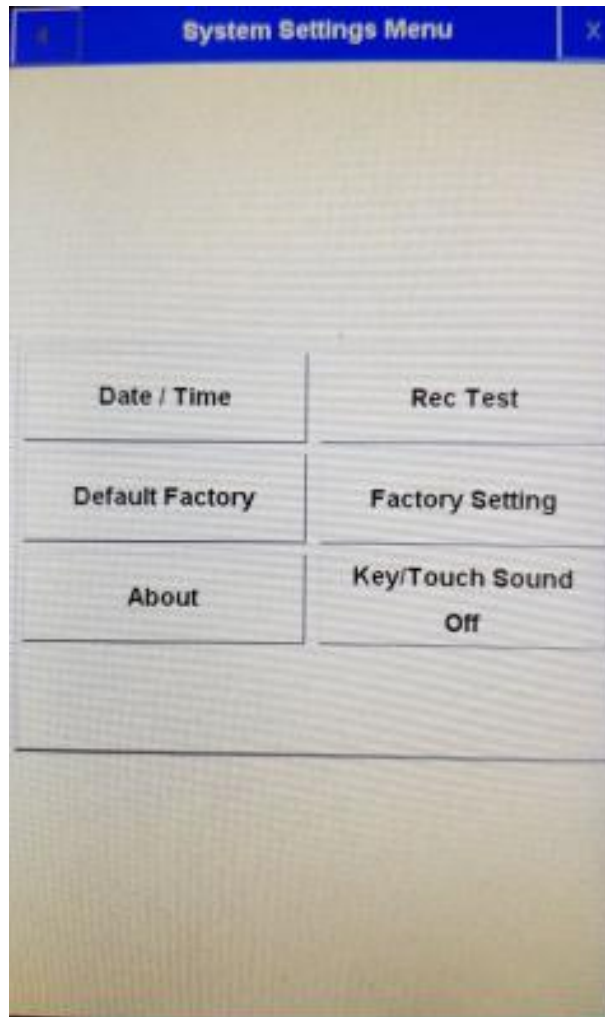 System Settings Menu X
Date / Time
Rec Test
Default Factory
Factory Setting
About
Key/Touch Sound
Off